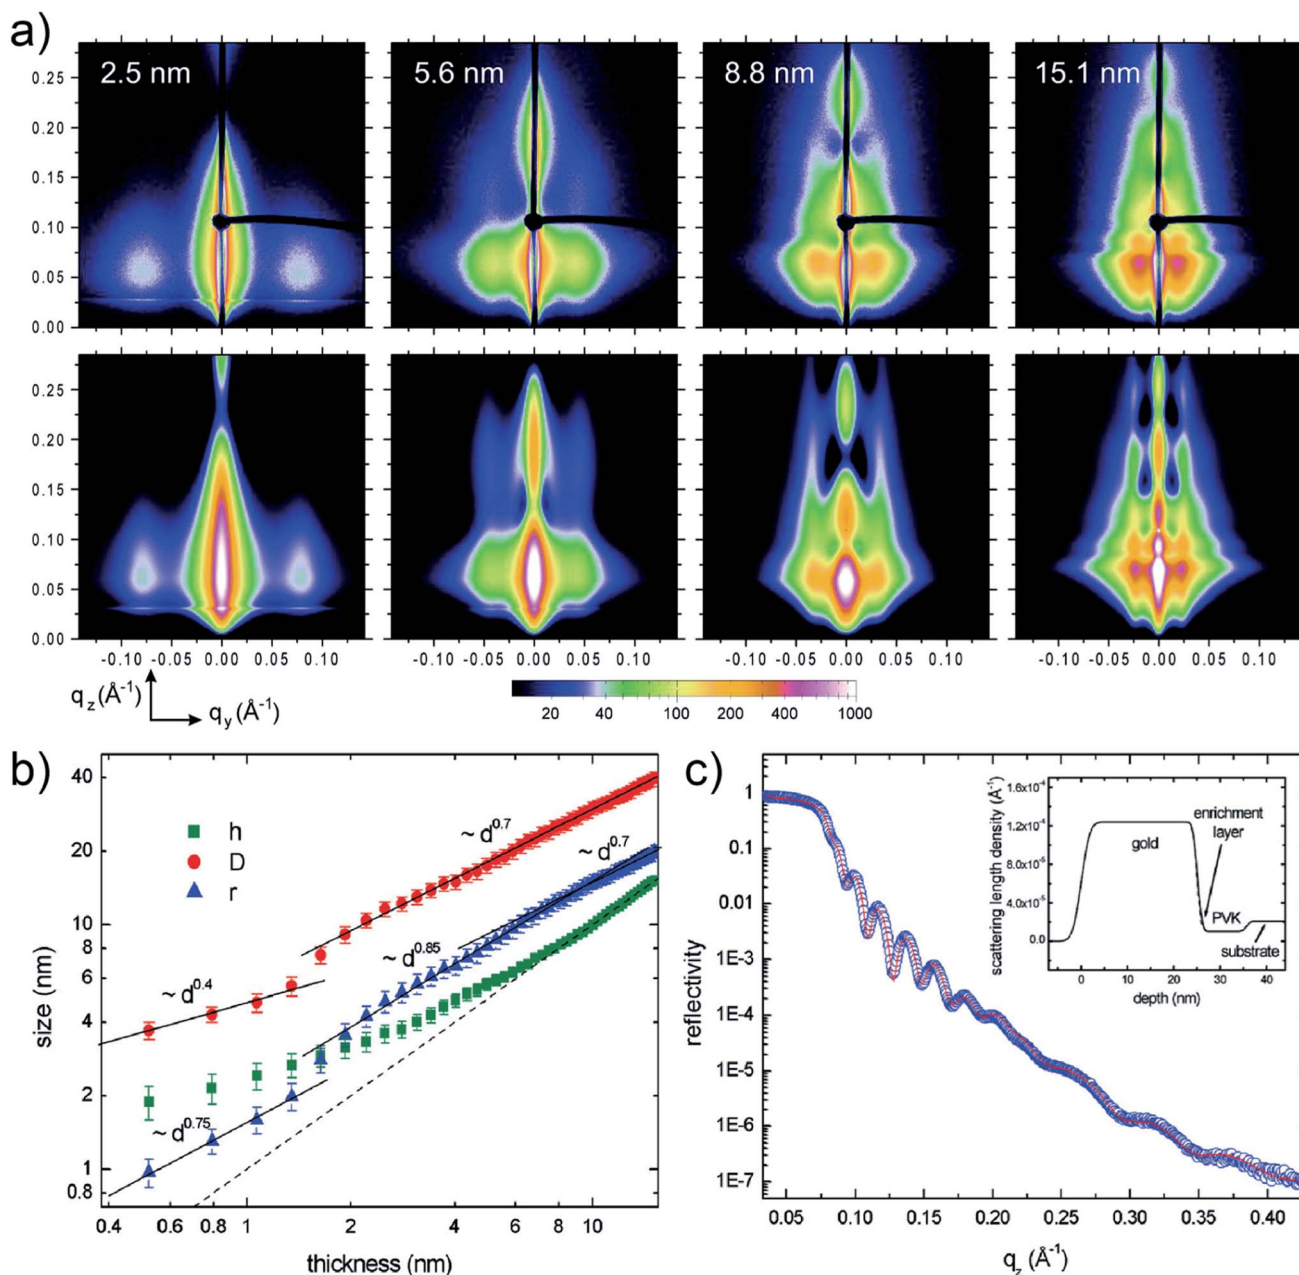 a)
2.5 nm 5.6 nm 8.8 nm 15.1 nm
0.25
0.20
0.15
0.10
0.05
0.00
0.25
0.20
0.15
0.10
0.05
0.00
-0.10 -0.05 0.00 0.05 0.10 -0.10 -0.05 0.00 0.05 0.10 -0.10 -0.05 0.00 0.05 0.10 -0.10 -0.05 0.00 0.05 0.10
q_z (Å⁻¹)
q_y (Å⁻¹)
20 40 100 200 400 1000
b)
size (nm)
40
20
10
8
6
4
2
1
0.8
h
D
r
~ d^0.7
~ d^0.7
~ d^0.85
~ d^0.4
~ d^0.75
0.4 0.6 0.8 1 2 4 6 8 10
thickness (nm)
c)
reflectivity
1
0.1
0.01
1E-3
1E-4
1E-5
1E-6
1E-7
0.05 0.10 0.15 0.20 0.25 0.30 0.35 0.40
q_z (Å⁻¹)
scattering length density (Å⁻¹)
1.6x10⁻⁴
1.2x10⁻⁴
8.0x10⁻⁵
4.0x10⁻⁵
0.0
gold
enrichment
layer
PVK
substrate
0 10 20 30 40
depth (nm)